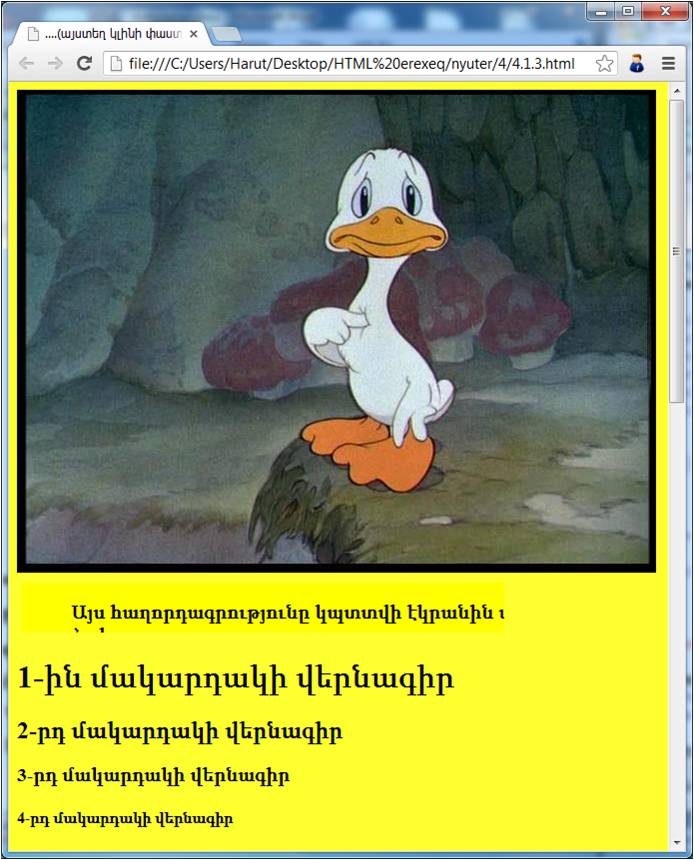 ....(այստեղ կլինի փաստ
file:///C:/Users/Harut/Desktop/HTML%20erexeq/nyuter/4/4.1.3.html
Այս հաղորդագրությունը կպտտվի էկրանին
1-ին մակարդակի վերնագիր
2-րդ մակարդակի վերնագիր
3-րդ մակարդակի վերնագիր
4-րդ մակարդակի վերնագիր